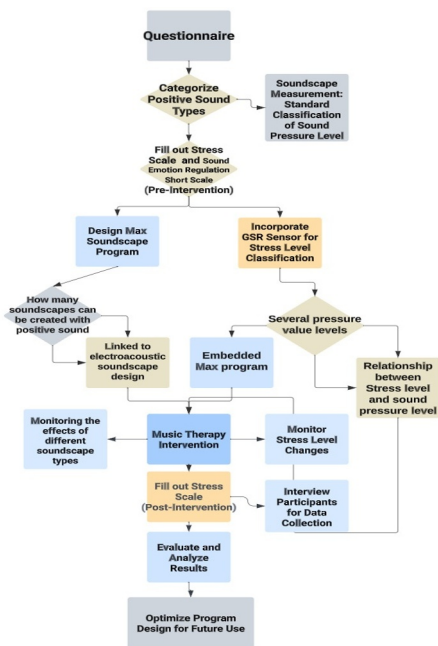 Questionnaire
Categorize
Positive Sound
Types
Soundscape
Measurement:
Standard
Classification
of Sound
Pressure Level
Fill out Stress
Scale and Sound
Emotion Regulation
Short Scale
(Pre-Intervention)
Design Max
Soundscape
Program
Incorporate
GSR Sensor for
Stress Level
Classification
How many
soundscapes can
be created with
positive sound
Linked to
electroacoustic
soundscape
design
Embedded
Max program
Several pressure
value levels
Relationship
between
Stress level
and sound
pressure level
Monitoring the
effects of
different
soundscape
types
Music Therapy
Intervention
Monitor
Stress Level
Changes
Fill out Stress
Scale
(Post-Intervention)
Interview
Participants
for Data
Collection
Evaluate and
Analyze
Results
Optimize Program
Design for Future Use